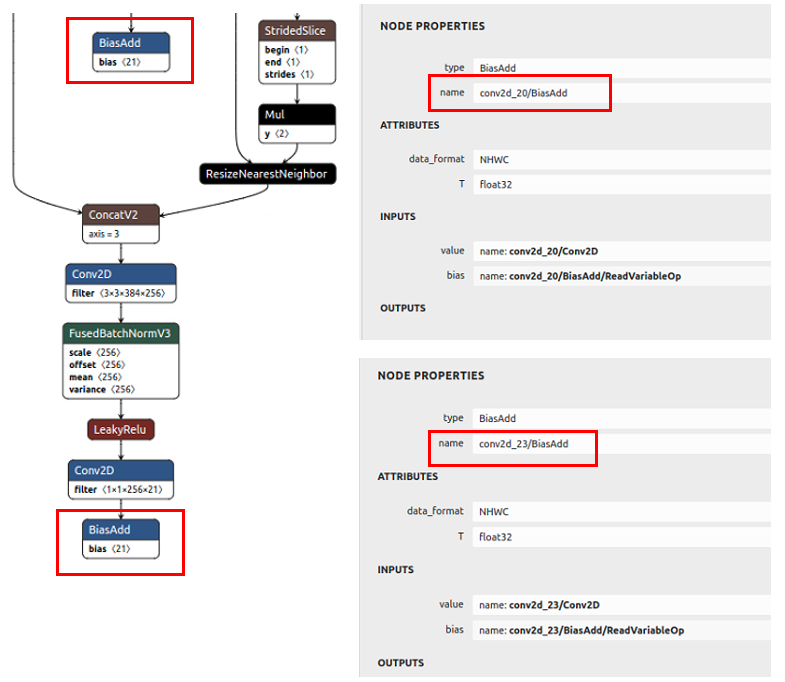 BiasAdd
bias ⟨21⟩
StridedSlice
begin ⟨1⟩
end ⟨1⟩
strides ⟨1⟩
Mul
y ⟨2⟩
ResizeNearestNeighbor
ConcatV2
axis = 3
Conv2D
filter ⟨3×3×384×256⟩
FusedBatchNormV3
scale ⟨256⟩
offset ⟨256⟩
mean ⟨256⟩
variance ⟨256⟩
LeakyRelu
Conv2D
filter ⟨1×1×256×21⟩
BiasAdd
bias ⟨21⟩
NODE PROPERTIES
type BiasAdd
name conv2d_20/BiasAdd
ATTRIBUTES
data_format NHWC
T float32
INPUTS
value name: conv2d_20/Conv2D
bias name: conv2d_20/BiasAdd/ReadVariableOp
OUTPUTS
NODE PROPERTIES
type BiasAdd
name conv2d_23/BiasAdd
ATTRIBUTES
data_format NHWC
T float32
INPUTS
value name: conv2d_23/Conv2D
bias name: conv2d_23/BiasAdd/ReadVariableOp
OUTPUTS